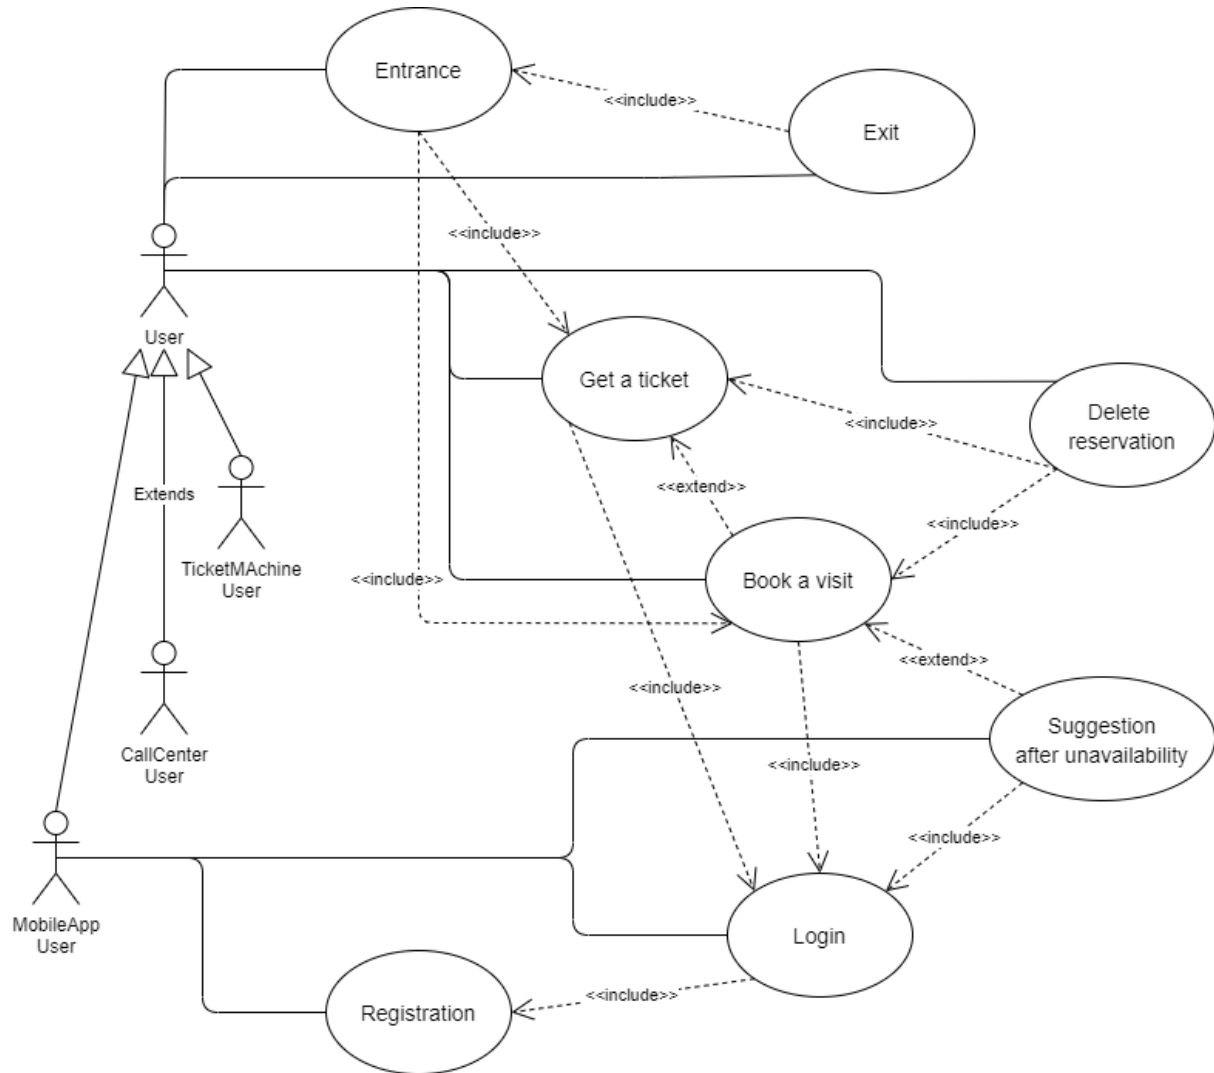 Entrance
<<include>>
Exit
<<include>>
User
Get a ticket
Delete
reservation
<<include>>
<<extend>>
Extends
<<include>>
TicketMAchine
User
<<include>>
Book a visit
<<extend>>
<<include>>
Suggestion
after unavailability
CallCenter
User
<<include>>
<<include>>
MobileApp
User
Login
<<include>>
Registration